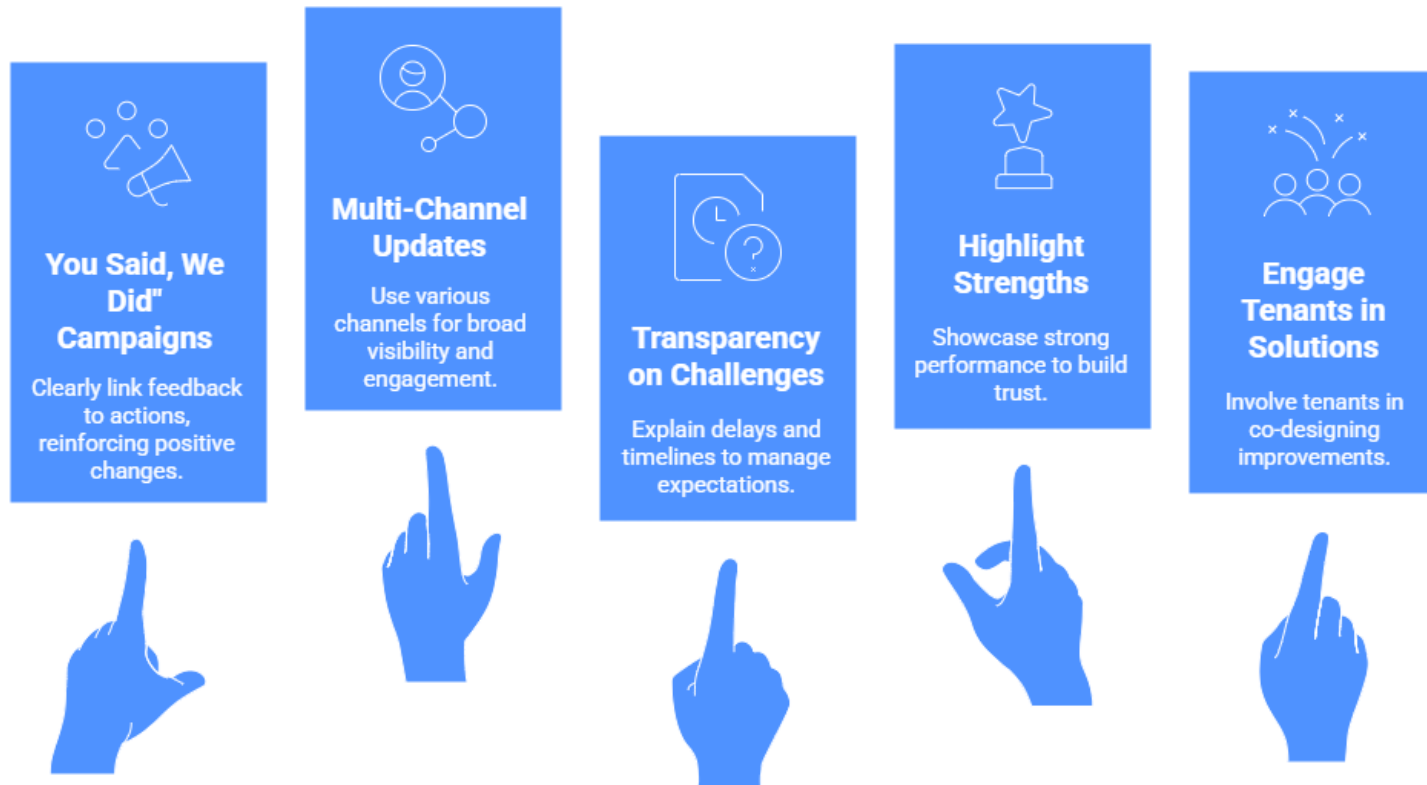 You Said, We
Did"
Campaigns
Clearly link feedback
to actions,
reinforcing positive
changes.
Multi-Channel
Updates
Use various
channels for broad
visibility and
engagement.
Transparency
on Challenges
Explain delays and
timelines to manage
expectations.
Highlight
Strengths
Showcase strong
performance to build
trust.
Engage
Tenants in
Solutions
Involve tenants in
co-designing
improvements.